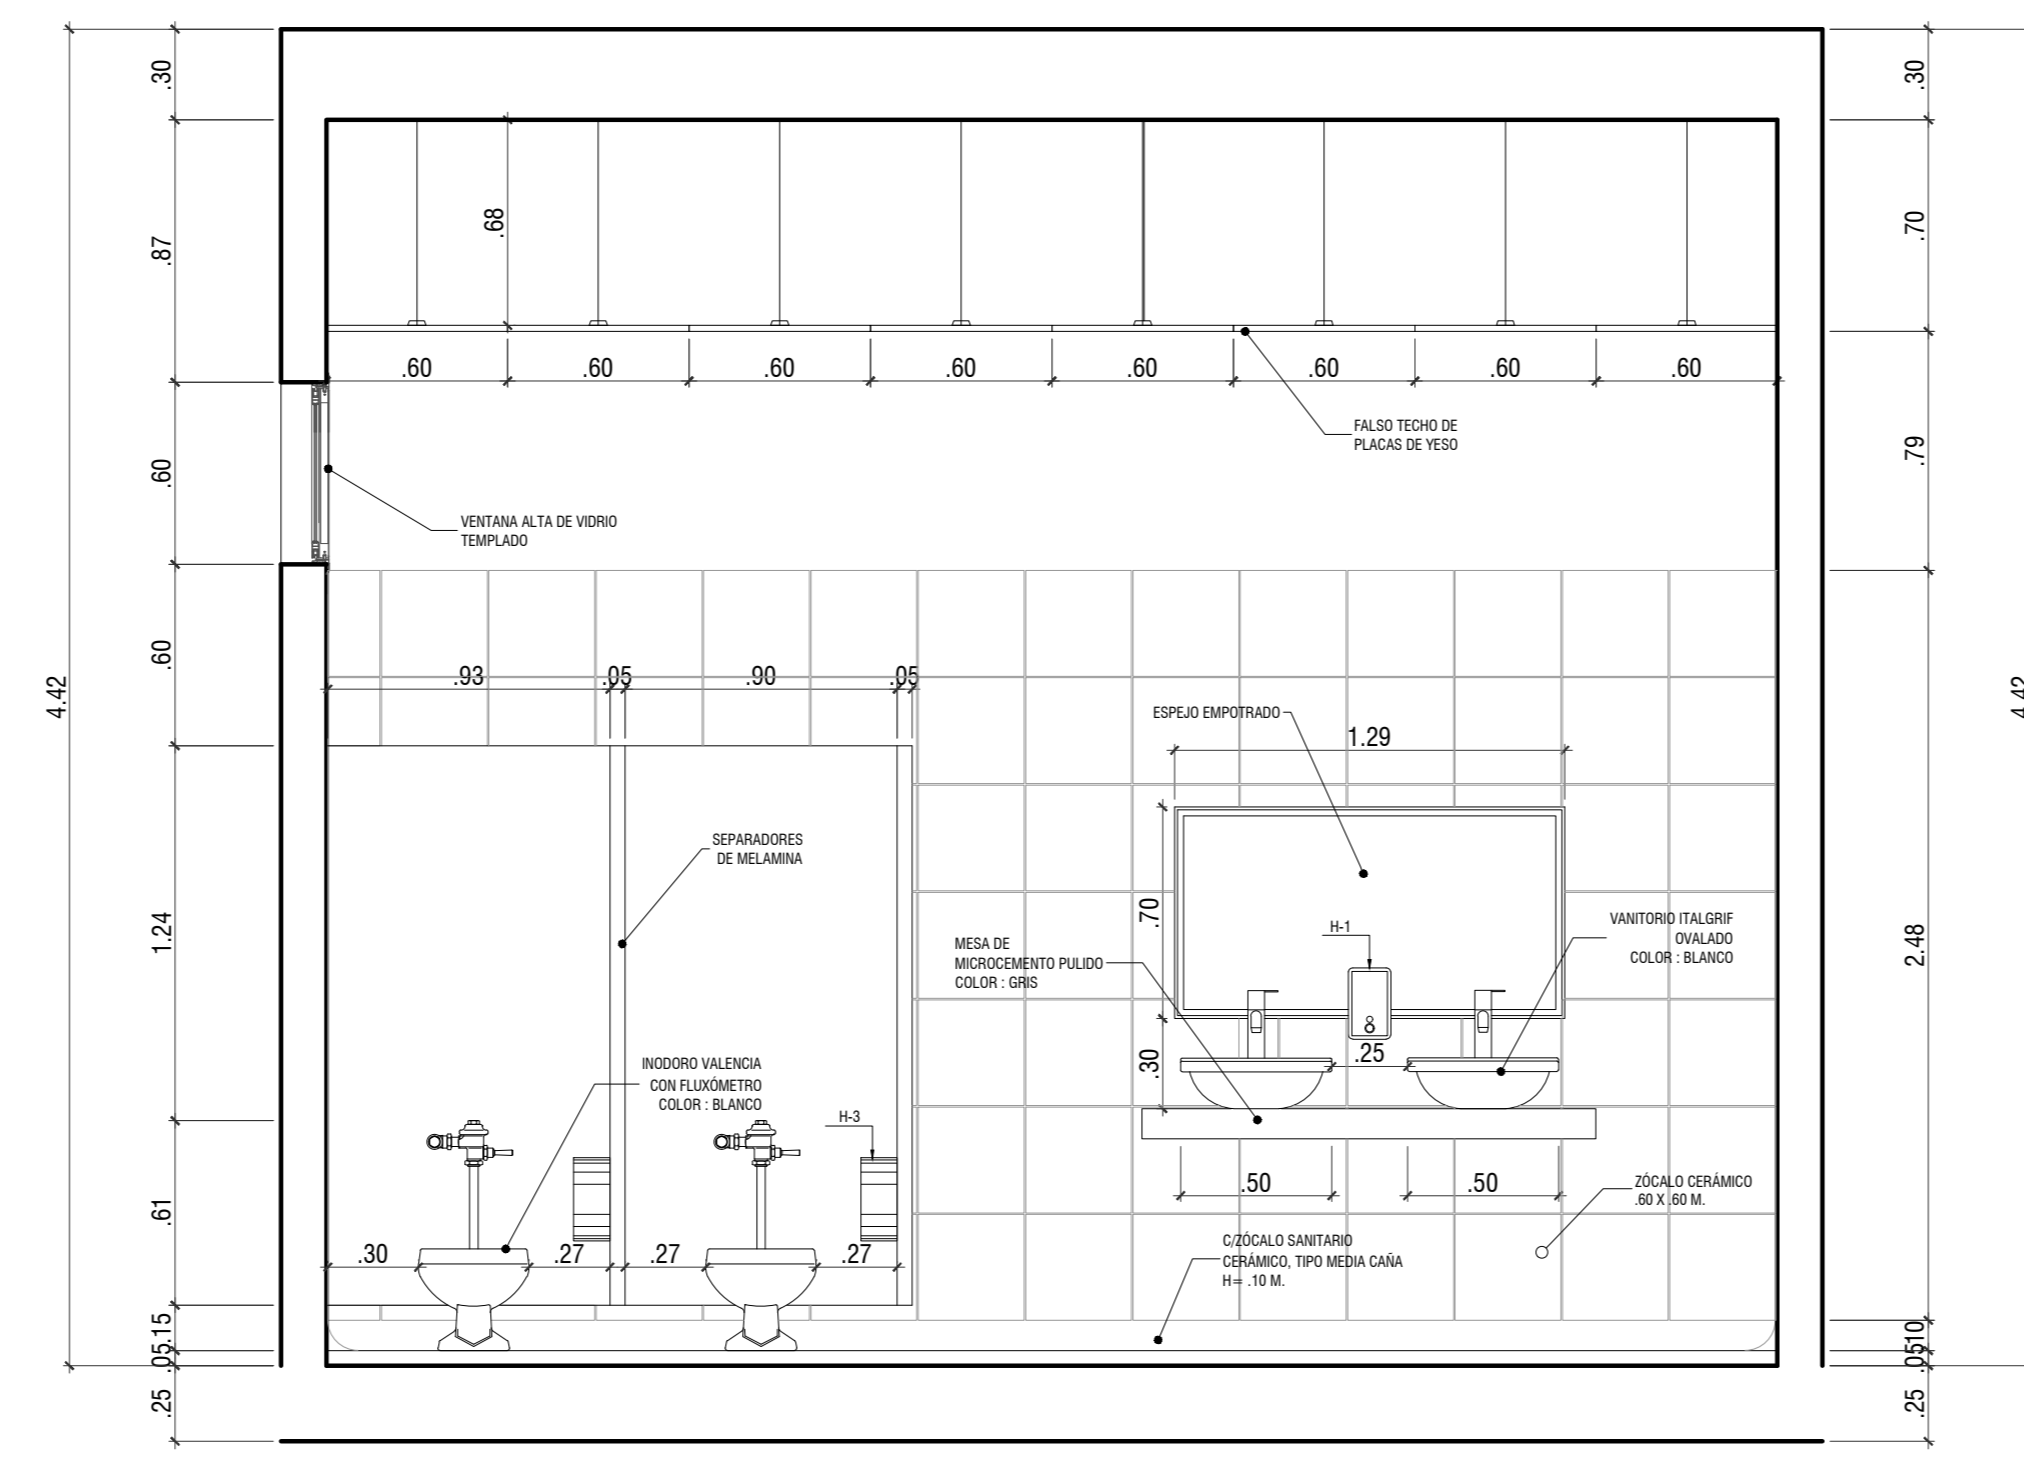 .30
.30
.68
.87
.70
.60 .60 .60 .60 .60 .60 .60 .60
FALSO TECHO DE
PLACAS DE YESO
.79
.60
VENTANA ALTA DE VIDRIO
TEMPLADO
.60
4.42
4.42
.93 .05 .90 .05
ESPEJO EMPOTRADO
1.29
SEPARADORES
DE MELAMINA
.70
1.24
2.48
VANITORIO ITALGRIF
OVALADO
COLOR : BLANCO
H-1
MESA DE
MICROCEMENTO PULIDO
COLOR : GRIS
.30
.25
INODORO VALENCIA
CON FLUXÓMETRO
COLOR : BLANCO
H-3
.61
.50 .50
ZÓCALO CERÁMICO
.60 X .60 M.
.30 .27 .27 .27
C/ZÓCALO SANITARIO
CERÁMICO, TIPO MEDIA CAÑA
H= .10 M.
.15
.10
.05
.05
.25
.25